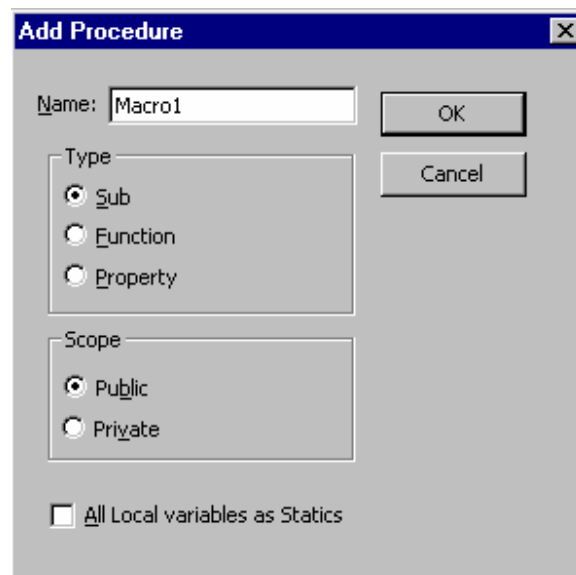 Add Procedure
Name: Macro1
OK
Type
Cancel
Sub
Function
Property
Scope
Public
Private
All Local variables as Statics